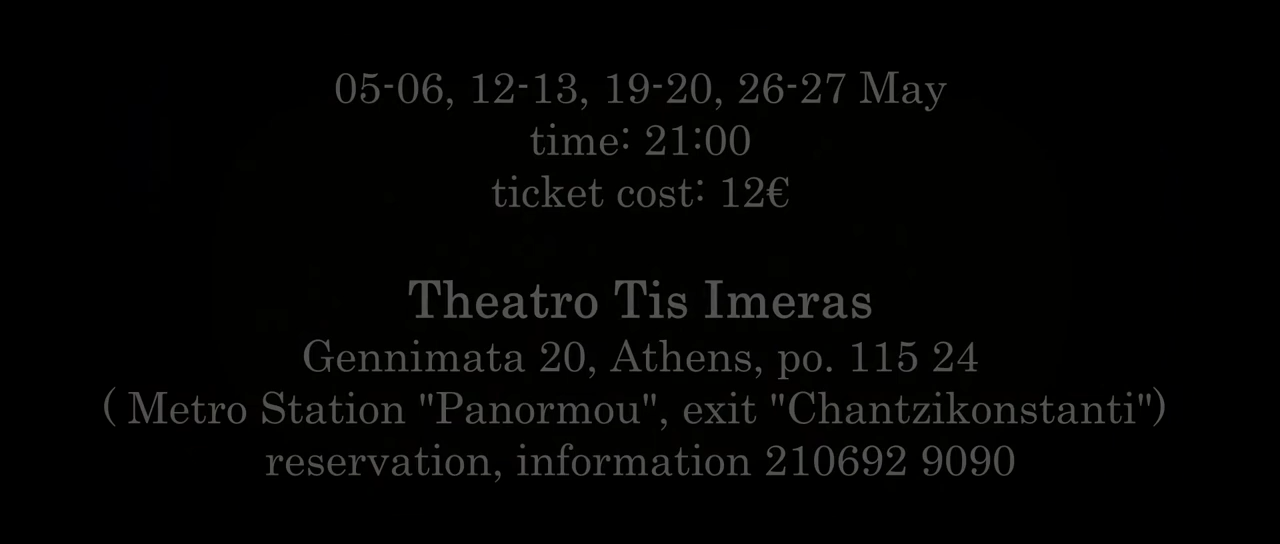 05-06, 12-13, 19-20, 26-27 May
time: 21:00
ticket cost: 12€
Theatro Tis Imeras
Gennimata 20, Athens, po. 115 24
( Metro Station "Panormou", exit "Chantzikonstanti")
reservation, information 210692 9090